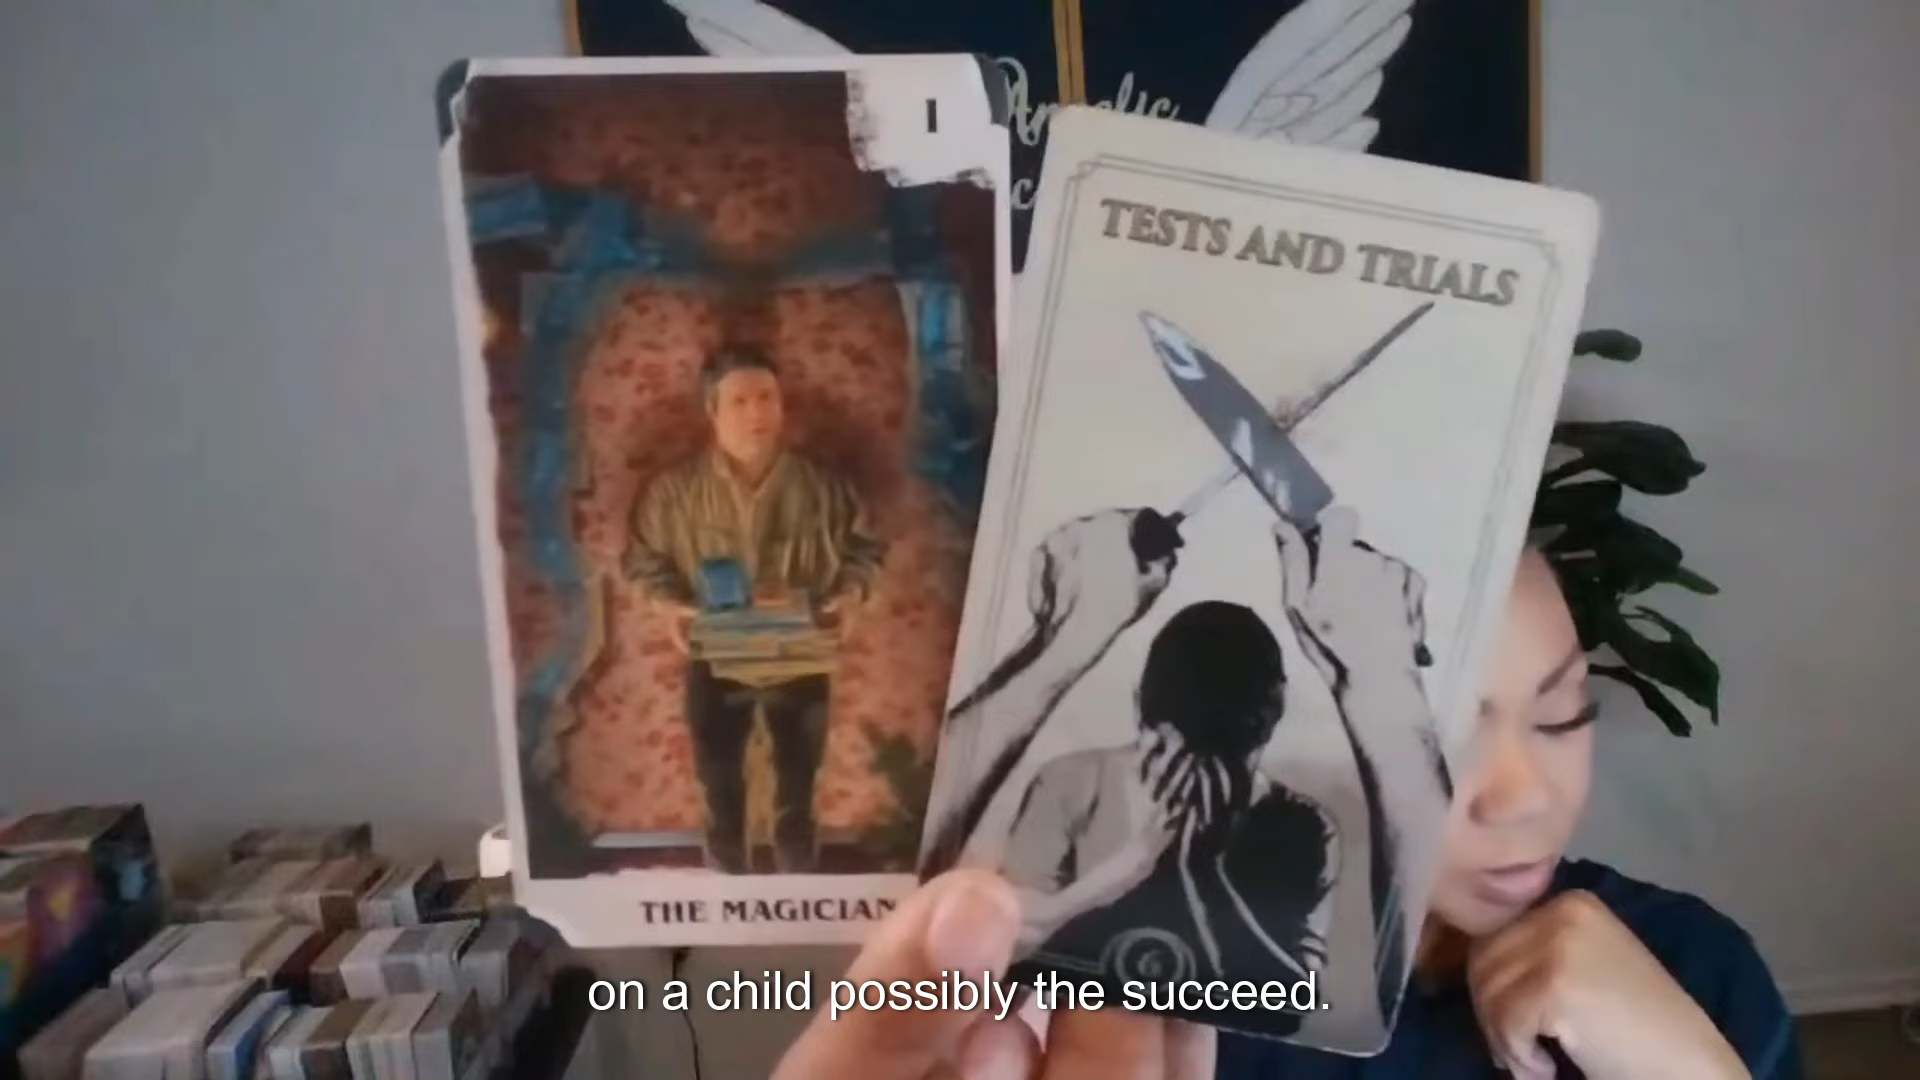 I
TESTS AND TRIALS
THE MAGICIAN
on a child possibly the succeed.